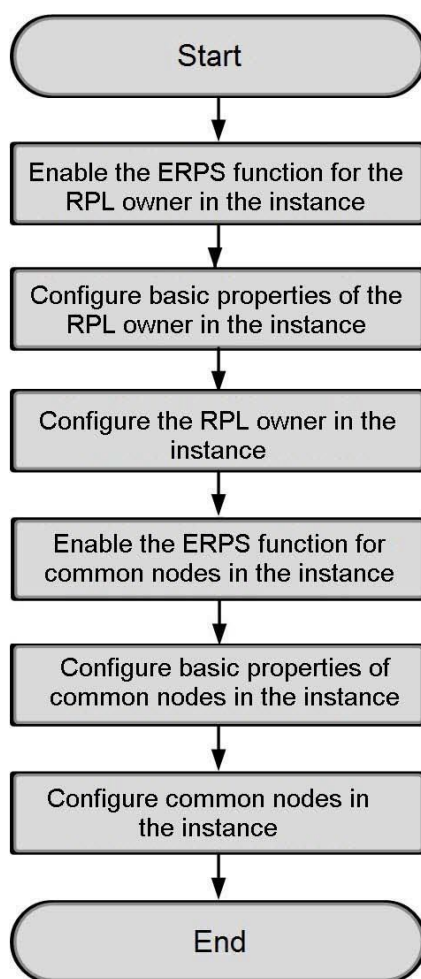 Start
Enable the ERPS function for the
RPL owner in the instance
Configure basic properties of the
RPL owner in the instance
Configure the RPL owner in the
instance
Enable the ERPS function for
common nodes in the instance
Configure basic properties of
common nodes in the instance
Configure common nodes in
the instance
End